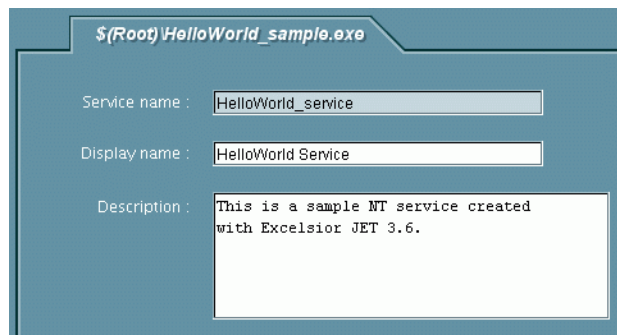 $(Root)\HelloWorld_sample.exe
Service name : HelloWorld_service
Display name : HelloWorld Service
Description : This is a sample NT service created
with Excelsior JET 3.6.